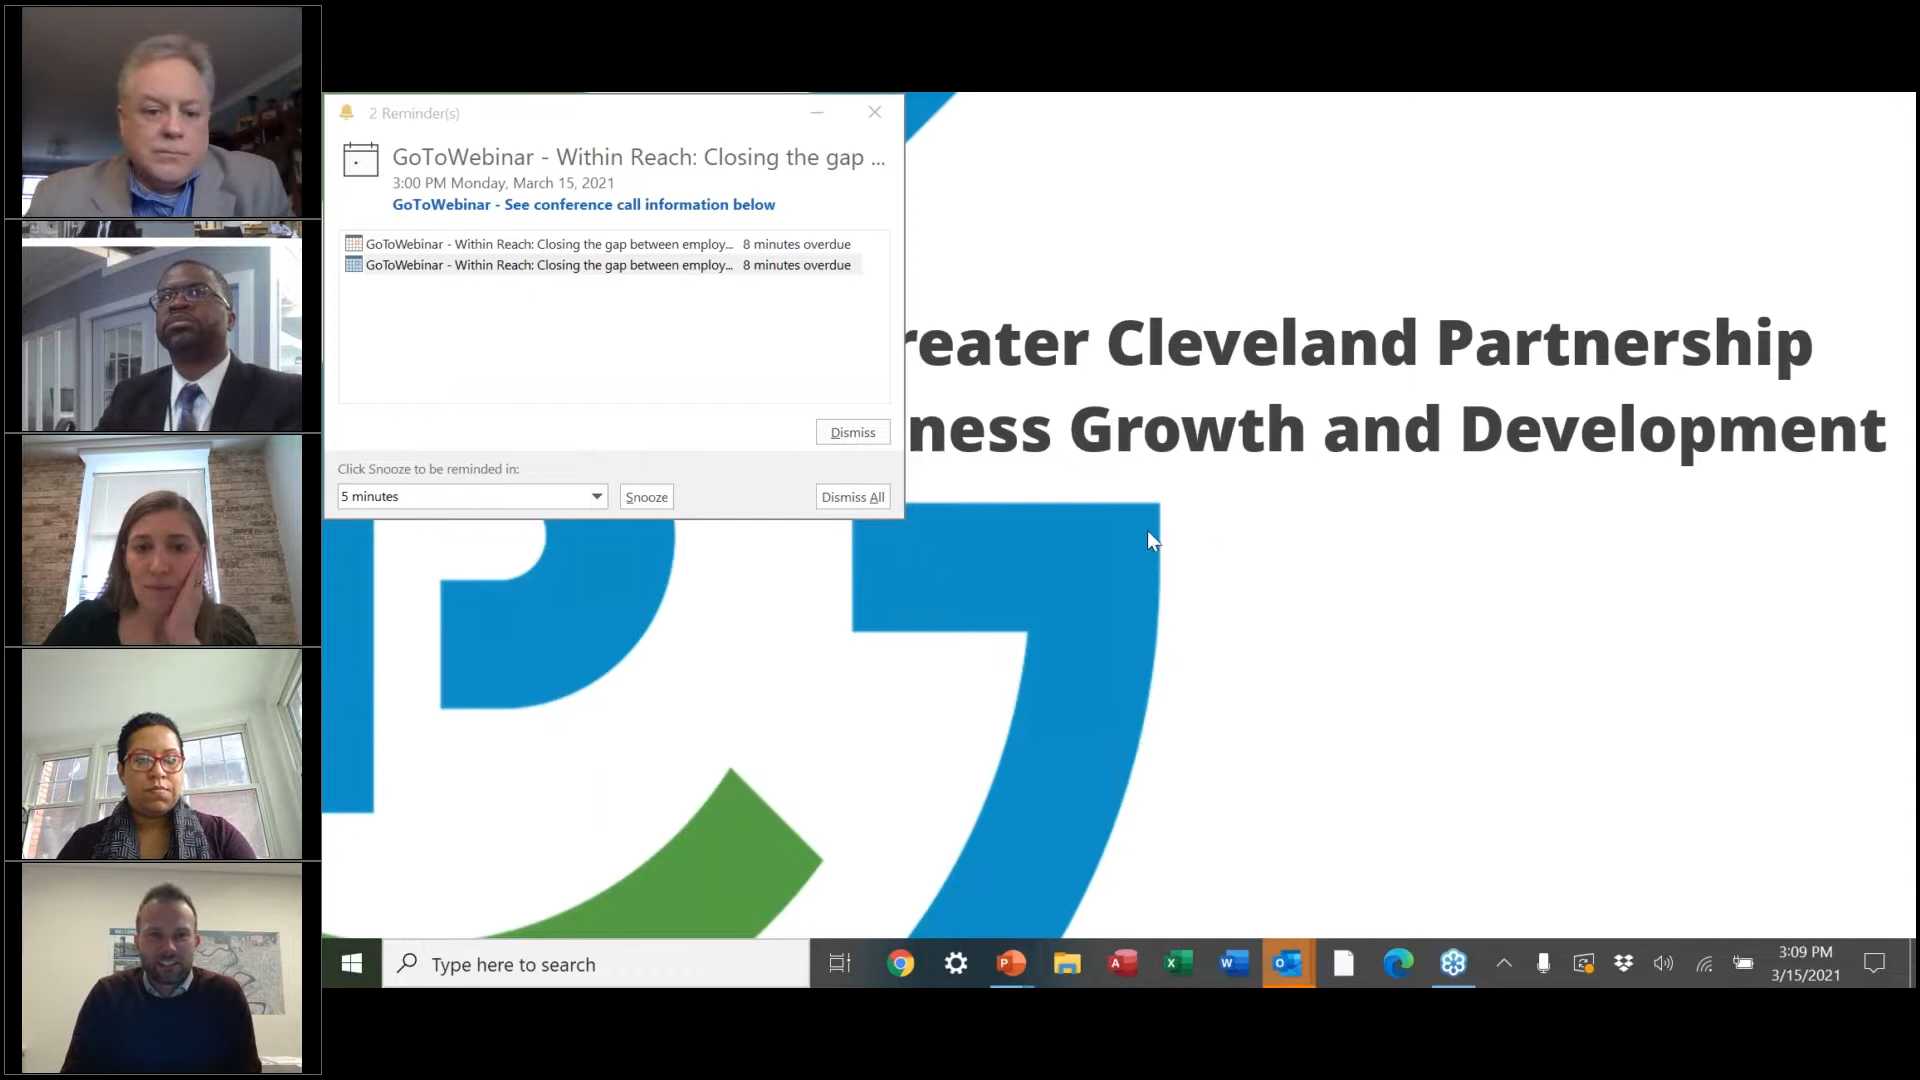 2 Reminder(s)
GoToWebinar - Within Reach: Closing the gap ...
3:00 PM Monday, March 15, 2021
GoToWebinar - See conference call information below
GoToWebinar - Within Reach: Closing the gap between employ... 8 minutes overdue
GoToWebinar - Within Reach: Closing the gap between employ... 8 minutes overdue
Dismiss
Click Snooze to be reminded in:
5 minutes
Snooze
Dismiss All
reater Cleveland Partnership
ness Growth and Development
Type here to search
3:09 PM
3/15/2021